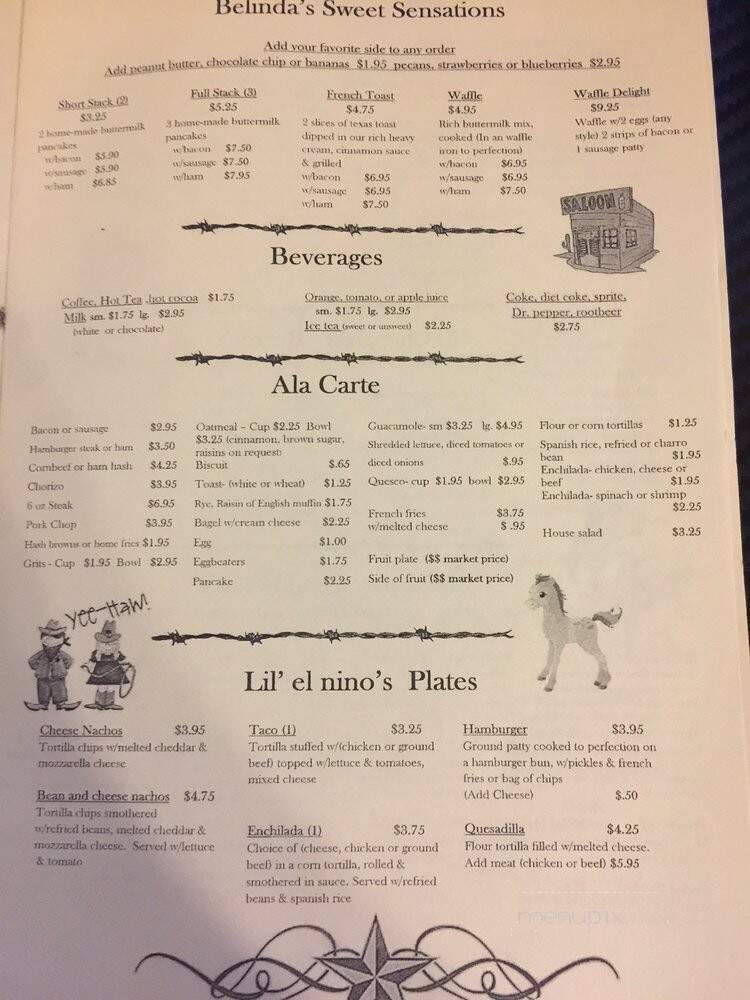 Belinda's Sweet Sensations
Add your favorite side to any order
Add peanut butter, chocolate chip or bananas $1.95 pecans, strawberries or blueberries $2.95
Short Stack (2)
$3.25
2 home-made buttermilk
pancakes
w/bacon $5.90
w/sausage $5.90
w/ham $6.85
Full Stack (3)
$5.25
3 home-made buttermilk
pancakes
w/bacon $7.50
w/sausage $7.50
w/ham $7.95
French Toast
$4.75
2 slices of texas toast
dipped in our rich heavy
cream, cinnamon sauce
& grilled
w/bacon $6.95
w/sausage $6.95
w/ham $7.50
Waffle
$4.95
Rich buttermilk mix,
cooked (In an waffle
iron to perfection)
w/bacon $6.95
w/sausage $6.95
w/ham $7.50
Waffle Delight
$9.25
Waffle w/2 eggs (any
style) 2 strips of bacon or
1 sausage patty
SALOON
Beverages
Coffee, Hot Tea ,hot cocoa $1.75
Milk sm. $1.75 lg. $2.95
(white or chocolate)
Orange, tomato, or apple juice
sm. $1.75 lg. $2.95
Ice tea (sweet or unsweet) $2.25
Coke, diet coke, sprite,
Dr. pepper, rootbeer
$2.75
Ala Carte
Bacon or sausage $2.95
Hamburger steak or ham $3.50
Cornbeef or ham hash $4.25
Chorizo $3.95
6 oz Steak $6.95
Pork Chop $3.95
Hash browns or home fries $1.95
Grits - Cup $1.95 Bowl $2.95
Oatmeal – Cup $2.25 Bowl
$3.25 (cinnamon, brown sugar,
raisins on request)
Biscuit $.65
Toast- (white or wheat) $1.25
Rye, Raisin of English muffin $1.75
Bagel w/cream cheese $2.25
Egg $1.00
Eggbeaters $1.75
Pancake $2.25
Guacamole- sm $3.25 lg. $4.95
Shredded lettuce, diced tomatoes or
diced onions $.95
Quesco- cup $1.95 bowl $2.95
French fries $3.75
w/melted cheese $ .95
Fruit plate ($$ market price)
Side of fruit ($$ market price)
Flour or corn tortillas $1.25
Spanish rice, refried or charro
bean $1.95
Enchilada- chicken, cheese or
beef $1.95
Enchilada- spinach or shrimp
$2.25
House salad $3.25
Yee-Haw!
Lil' el nino's Plates
Cheese Nachos $3.95
Tortilla chips w/melted cheddar &
mozzarella cheese
Bean and cheese nachos $4.75
Tortilla chips smothered
w/refried beans, melted cheddar &
mozzarella cheese. Served w/lettuce
& tomato
Taco (1) $3.25
Tortilla stuffed w/(chicken or ground
beef) topped w/lettuce & tomatoes,
mixed cheese
Enchilada (1) $3.75
Choice of (cheese, chicken or ground
beef) in a corn tortilla, rolled &
smothered in sauce. Served w/refried
beans & spanish rice
Hamburger $3.95
Ground patty cooked to perfection on
a hamburger bun, w/pickles & french
fries or bag of chips
(Add Cheese) $.50
Quesadilla $4.25
Flour tortilla filled w/melted cheese.
Add meat (chicken or beef) $5.95
menupix